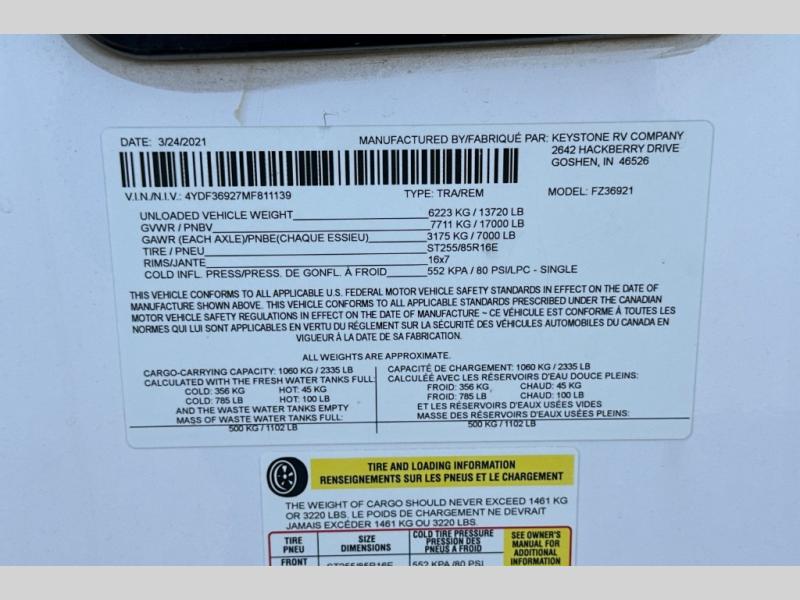 DATE: 3/24/2021 MANUFACTURED BY/FABRIQUÉ PAR: KEYSTONE RV COMPANY
2642 HACKBERRY DRIVE
GOSHEN, IN 46526
V.I.N./N.I.V.: 4YDF36927MF811139 TYPE: TRA/REM MODEL: FZ36921
UNLOADED VEHICLE WEIGHT 6223 KG / 13720 LB
GVWR / PNBV 7711 KG / 17000 LB
GAWR (EACH AXLE)/PNBE(CHAQUE ESSIEU) 3175 KG / 7000 LB
TIRE / PNEU ST255/85R16E
RIMS/JANTE 16x7
COLD INFL. PRESS/PRESS. DE GONFL. À FROID 552 KPA / 80 PSI/LPC - SINGLE
THIS VEHICLE CONFORMS TO ALL APPLICABLE U.S. FEDERAL MOTOR VEHICLE SAFETY STANDARDS IN EFFECT ON THE DATE OF
MANUFACTURE SHOWN ABOVE. THIS VEHICLE CONFORMS TO ALL APPLICABLE STANDARDS PRESCRIBED UNDER THE CANADIAN
MOTOR VEHICLE SAFETY REGULATIONS IN EFFECT ON THE DATE OF MANUFACTURE ~ CE VÉHICULE EST CONFORME À TOUTES LES
NORMES QUI LUI SONT APPLICABLES EN VERTU DU RÉGLEMENT SUR LA SÉCURITÉ DES VÉHICULES AUTOMOBILES DU CANADA EN
VIGUEUR À LA DATE DE SA FABRICATION.
ALL WEIGHTS ARE APPROXIMATE.
CARGO-CARRYING CAPACITY: 1060 KG / 2335 LB
CALCULATED WITH THE FRESH WATER TANKS FULL:
COLD: 356 KG HOT: 45 KG
COLD: 785 LB HOT: 100 LB
AND THE WASTE WATER TANKS EMPTY
MASS OF WASTE WATER TANKS FULL:
500 KG / 1102 LB
CAPACITÉ DE CHARGEMENT: 1060 KG / 2335 LB
CALCULÉE AVEC LES RÉSERVOIRS D'EAU DOUCE PLEINS:
FROID: 356 KG CHAUD: 45 KG
FROID: 785 LB CHAUD: 100 LB
ET LES RÉSERVOIRS D'EAUX USÉES VIDES
MASSE DES RÉSERVOIRS D'EAUX USÉES PLEINS:
500 KG / 1102 LB
TIRE AND LOADING INFORMATION
RENSEIGNEMENTS SUR LES PNEUS ET LE CHARGEMENT
THE WEIGHT OF CARGO SHOULD NEVER EXCEED 1461 KG
OR 3220 LBS. LE POIDS DE CHARGEMENT NE DEVRAIT
JAMAIS EXCÉDER 1461 KG OU 3220 LBS.
TIRE
PNEU
SIZE
DIMENSIONS
COLD TIRE PRESSURE
PRESSION DES
PNEUS A FROID
SEE OWNER'S
MANUAL FOR
ADDITIONAL
INFORMATION
FRONT ST255/85R16E 552 KPA /80 PSI